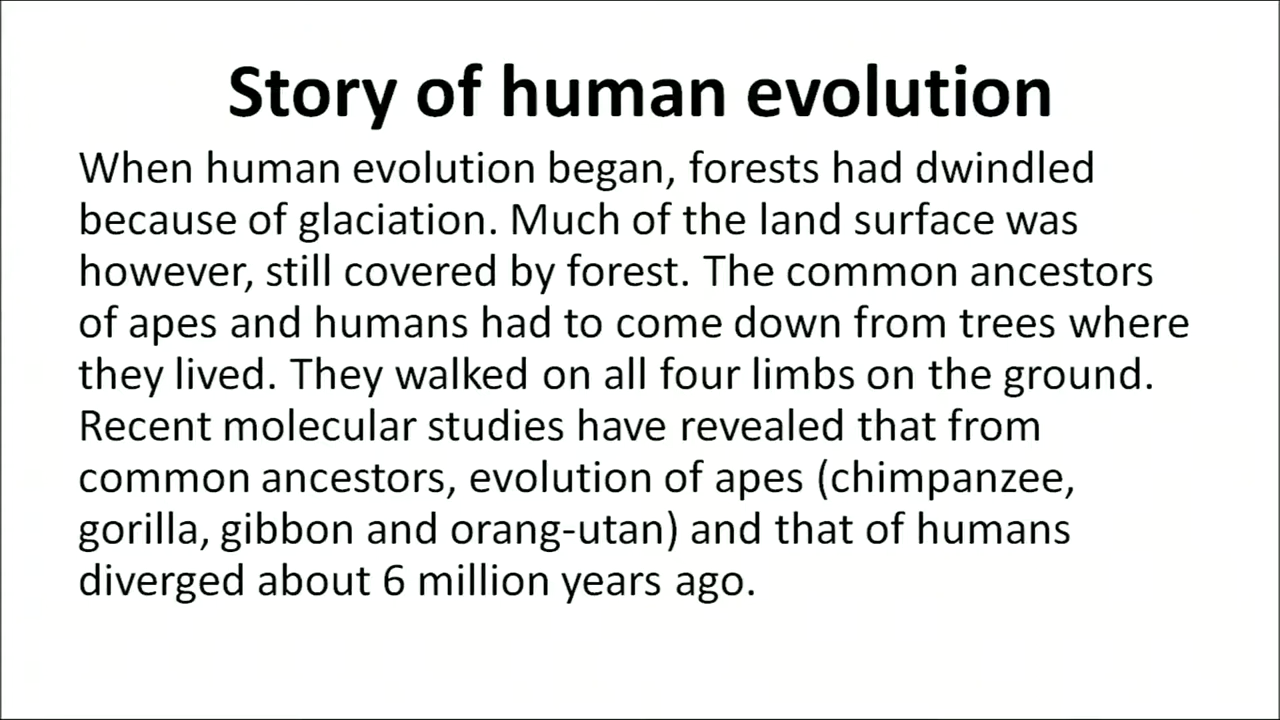 Story of human evolution
When human evolution began, forests had dwindled
because of glaciation. Much of the land surface was
however, still covered by forest. The common ancestors
of apes and humans had to come down from trees where
they lived. They walked on all four limbs on the ground.
Recent molecular studies have revealed that from
common ancestors, evolution of apes (chimpanzee,
gorilla, gibbon and orang-utan) and that of humans
diverged about 6 million years ago.